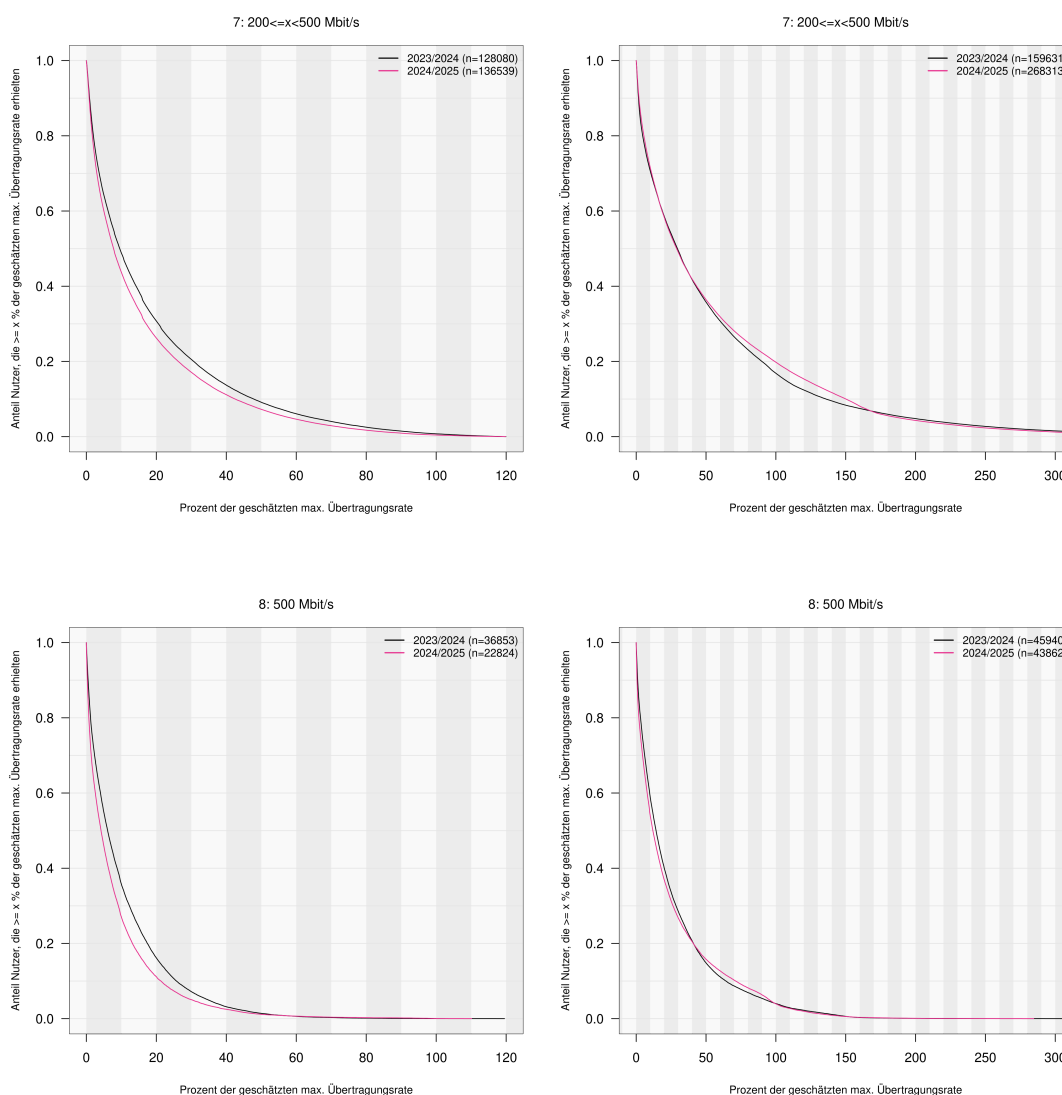 7: 200<=x<500 Mbit/s
Anteil Nutzer, die >= x % der geschätzten max. Übertragungsrate erhielten
1.0
0.8
0.6
0.4
0.2
0.0
2023/2024 (n=128080)
2024/2025 (n=136539)
0 20 40 60 80 100 120
Prozent der geschätzten max. Übertragungsrate
7: 200<=x<500 Mbit/s
Anteil Nutzer, die >= x % der geschätzten max. Übertragungsrate erhielten
1.0
0.8
0.6
0.4
0.2
0.0
2023/2024 (n=159631
2024/2025 (n=268313
0 50 100 150 200 250 300
Prozent der geschätzten max. Übertragungsrate
8: 500 Mbit/s
Anteil Nutzer, die >= x % der geschätzten max. Übertragungsrate erhielten
1.0
0.8
0.6
0.4
0.2
0.0
2023/2024 (n=36853)
2024/2025 (n=22824)
0 20 40 60 80 100 120
Prozent der geschätzten max. Übertragungsrate
8: 500 Mbit/s
Anteil Nutzer, die >= x % der geschätzten max. Übertragungsrate erhielten
1.0
0.8
0.6
0.4
0.2
0.0
2023/2024 (n=45940
2024/2025 (n=43862
0 50 100 150 200 250 300
Prozent der geschätzten max. Übertragungsrate